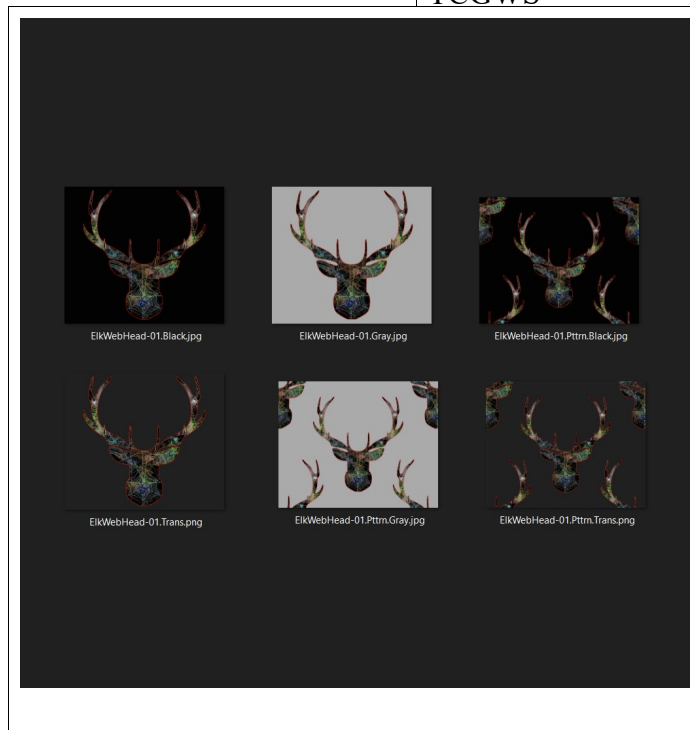 TCGWS
ElkWebHead-01.Black.jpg
ElkWebHead-01.Gray.jpg
ElkWebHead-01.Pttrn.Black.jpg
ElkWebHead-01.Trans.png
ElkWebHead-01.Pttrn.Gray.jpg
ElkWebHead-01.Pttrn.Trans.png